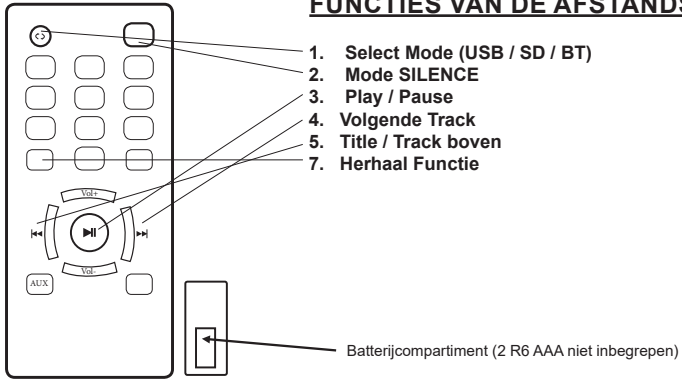 FUNCTIES VAN DE AFSTANDS
1. Select Mode (USB / SD / BT)
2. Mode SILENCE
3. Play / Pause
4. Volgende Track
5. Title / Track boven
7. Herhaal Functie
Vol+
Vol-
AUX
Batterijcompartiment (2 R6 AAA niet inbegrepen)